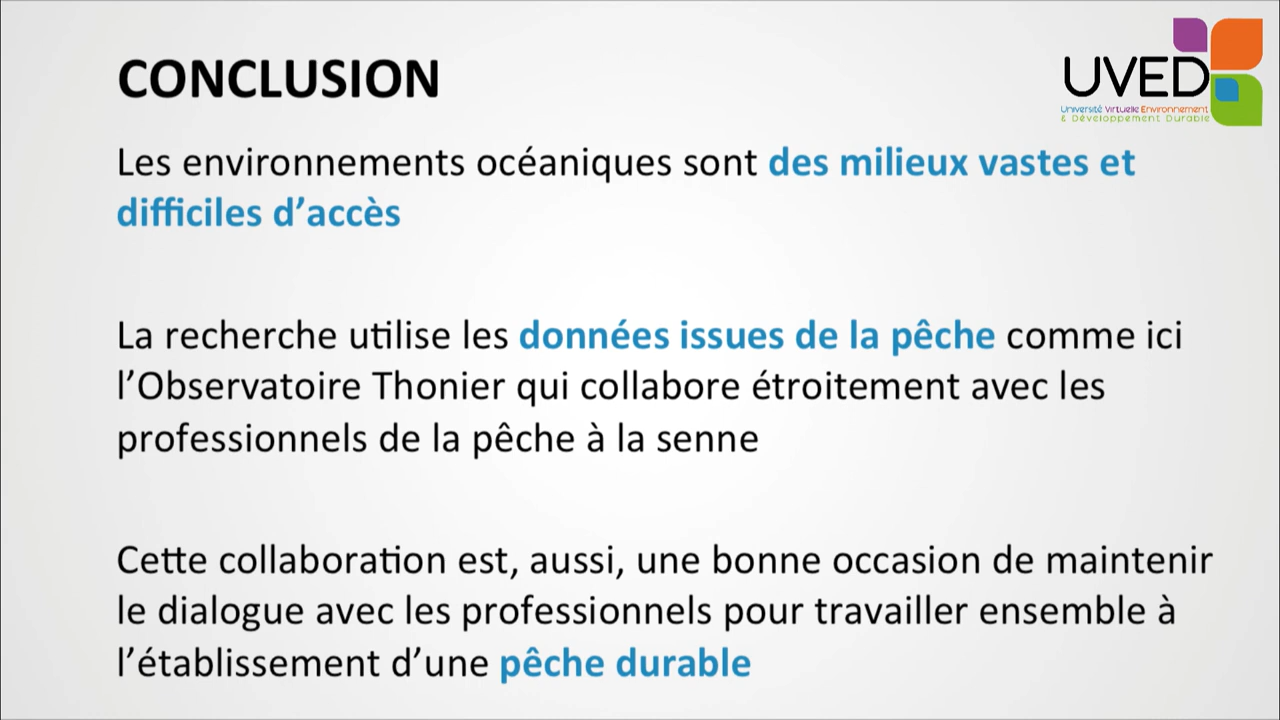 CONCLUSION
UVED
Université Virtuelle Environnement
& Développement Durable
Les environnements océaniques sont des milieux vastes et
difficiles d’accès
La recherche utilise les données issues de la pêche comme ici
l’Observatoire Thonier qui collabore étroitement avec les
professionnels de la pêche à la senne
Cette collaboration est, aussi, une bonne occasion de maintenir
le dialogue avec les professionnels pour travailler ensemble à
l’établissement d’une pêche durable